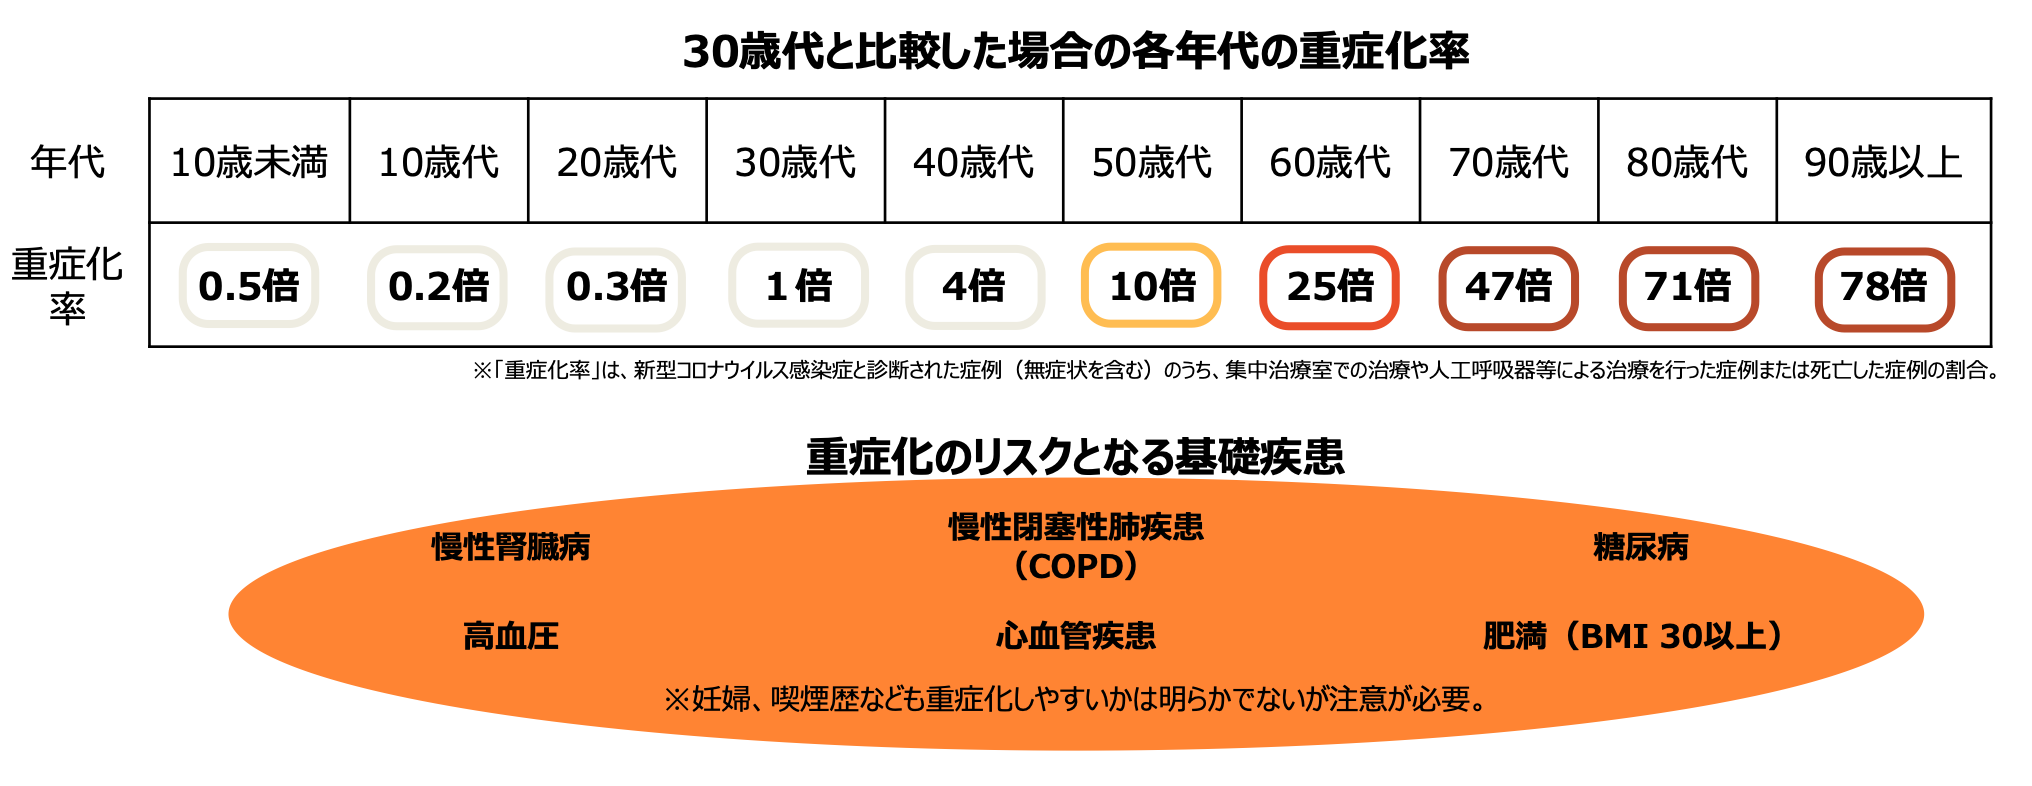 30歳代と比較した場合の各年代の重症化率
年代 10歳未満 10歳代 20歳代 30歳代 40歳代 50歳代 60歳代 70歳代 80歳代 90歳以上
重症化
率
0.5倍 0.2倍 0.3倍 1倍 4倍 10倍 25倍 47倍 71倍 78倍
※「重症化率」は、新型コロナウイルス感染症と診断された症例（無症状を含む）のうち、集中治療室での治療や人工呼吸器等による治療を行った症例または死亡した症例の割合。
重症化のリスクとなる基礎疾患
慢性腎臓病
慢性閉塞性肺疾患
（COPD）
糖尿病
高血圧
心血管疾患
肥満（BMI 30以上）
※妊婦、喫煙歴なども重症化しやすいかは明らかでないが注意が必要。